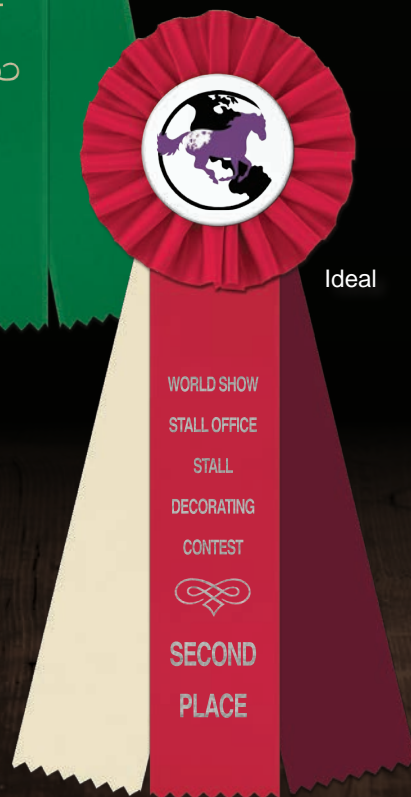 Ideal
WORLD SHOW
STALL OFFICE
STALL
DECORATING
CONTEST
SECOND
PLACE